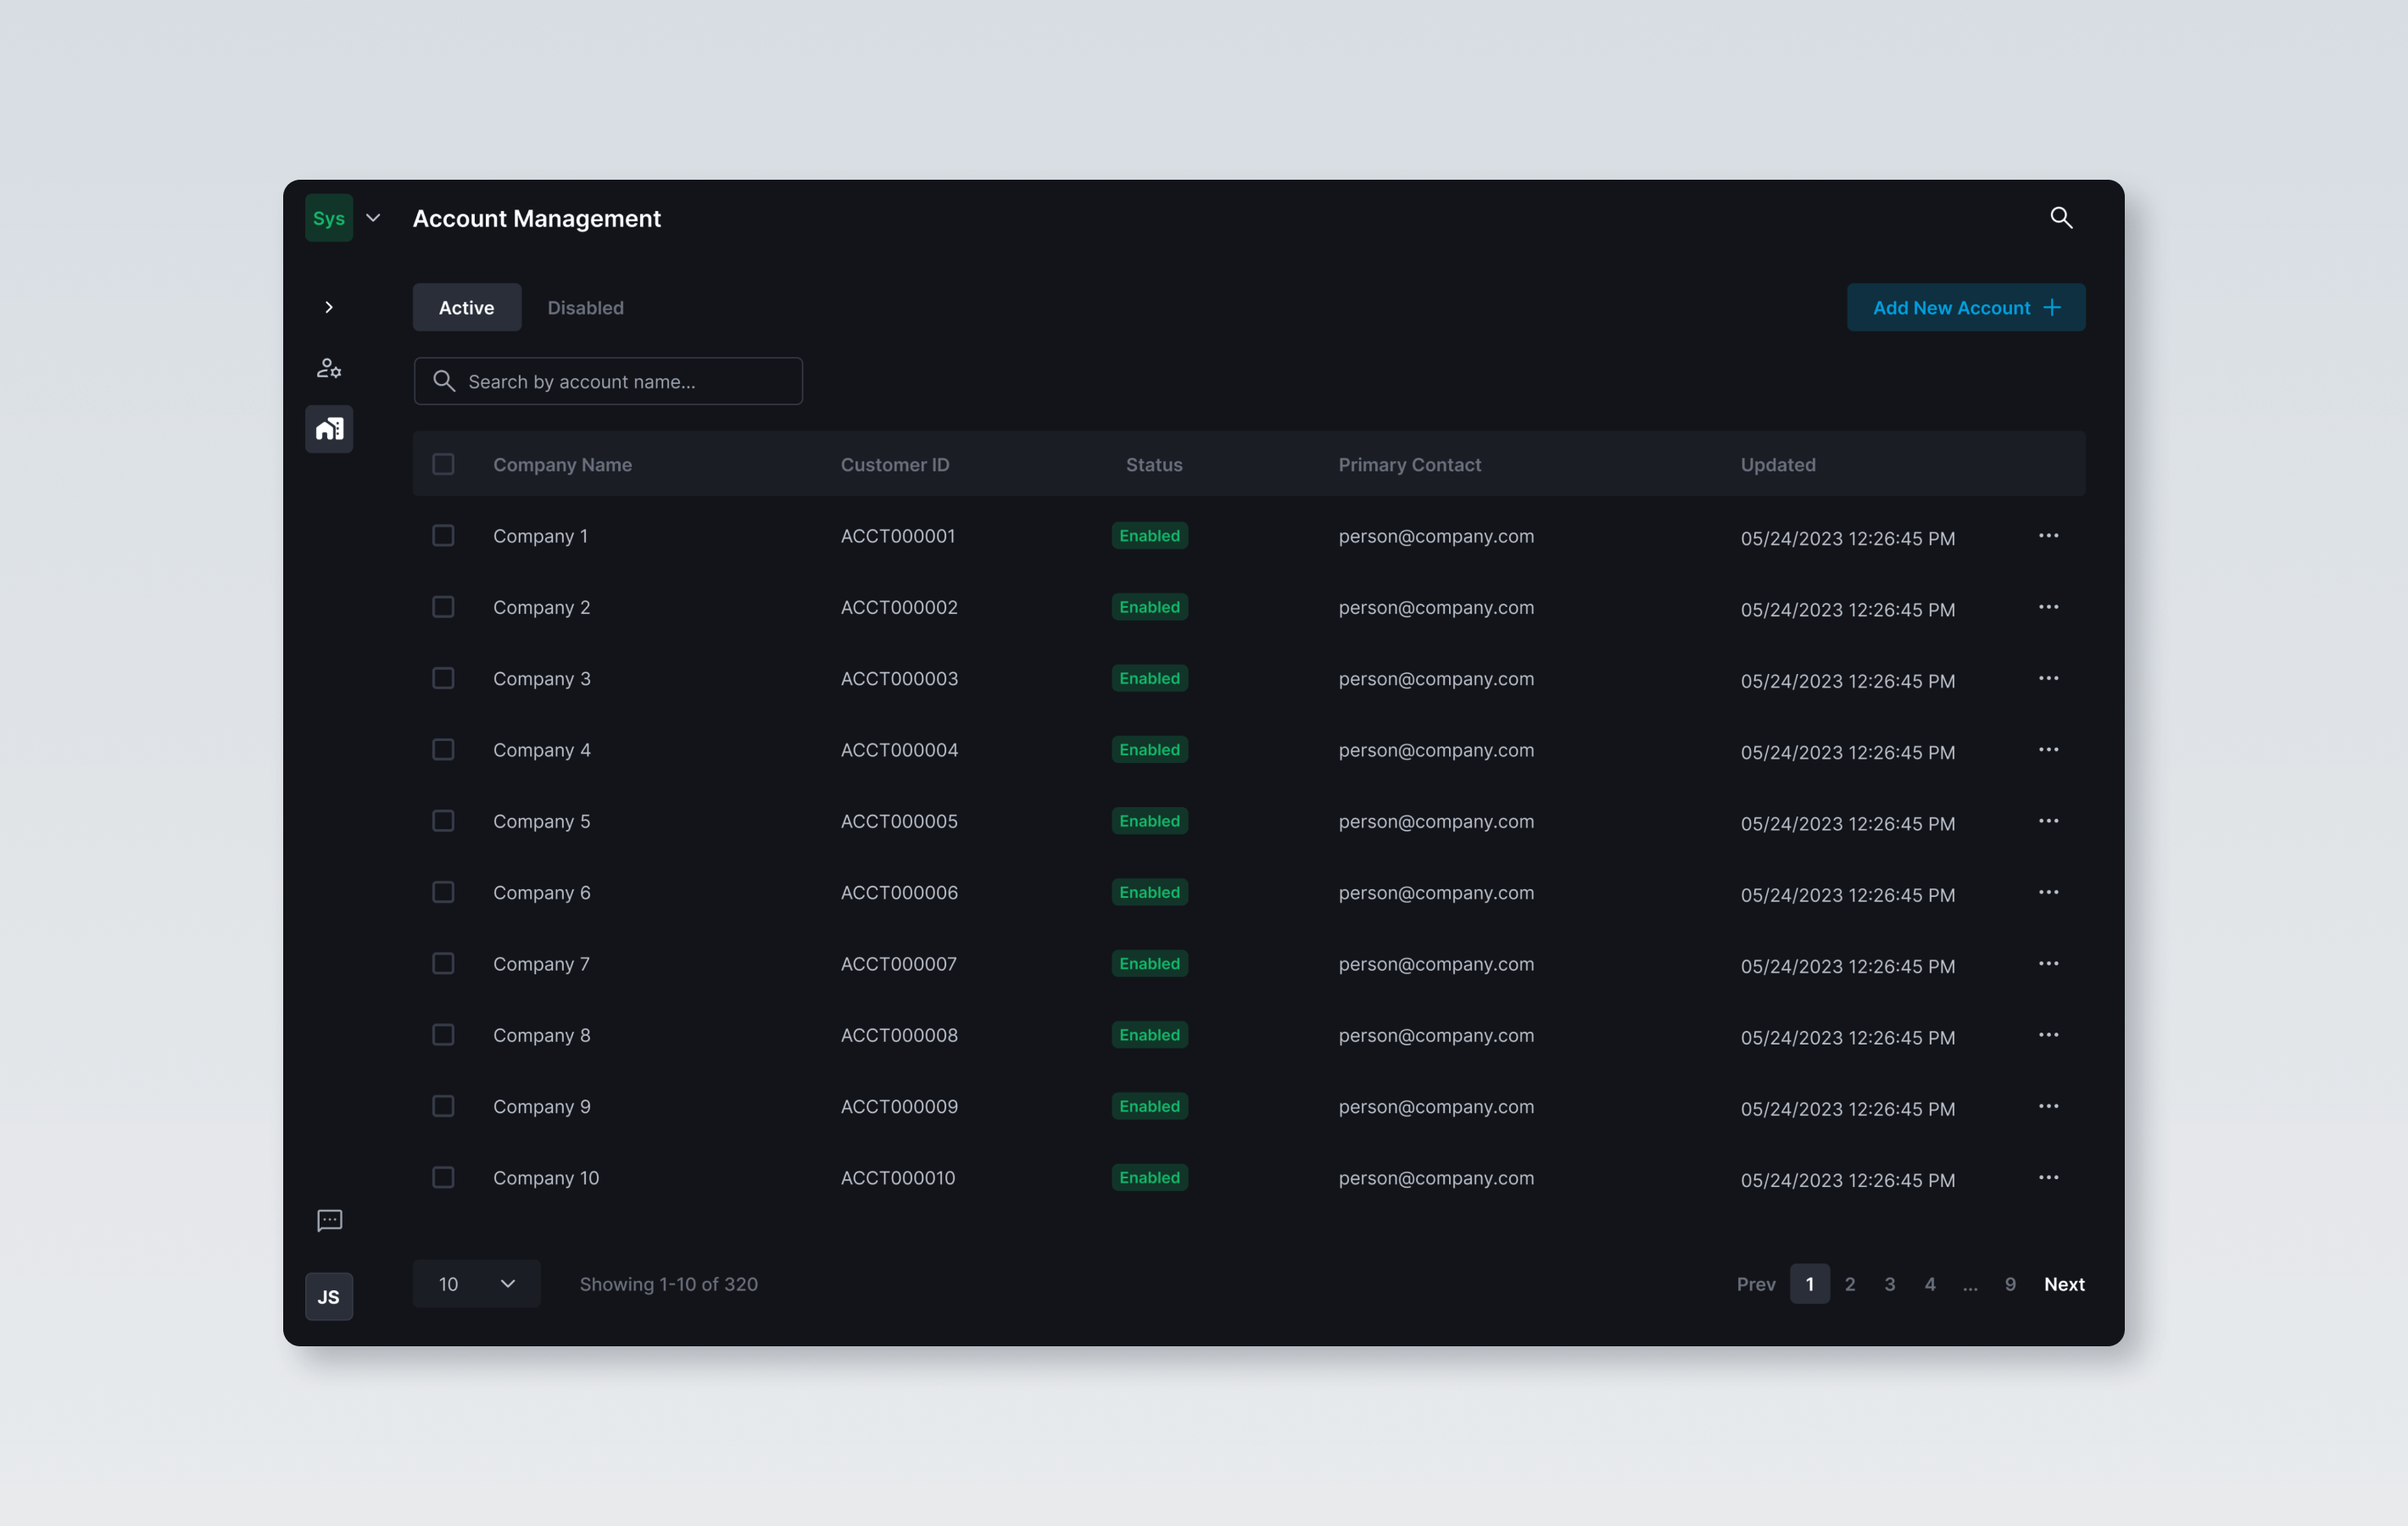 Sys Account Management
Active Disabled Add New Account
Search by account name...
Company Name Customer ID Status Primary Contact Updated
Company 1 ACCT000001 Enabled person@company.com 05/24/2023 12:26:45 PM
Company 2 ACCT000002 Enabled person@company.com 05/24/2023 12:26:45 PM
Company 3 ACCT000003 Enabled person@company.com 05/24/2023 12:26:45 PM
Company 4 ACCT000004 Enabled person@company.com 05/24/2023 12:26:45 PM
Company 5 ACCT000005 Enabled person@company.com 05/24/2023 12:26:45 PM
Company 6 ACCT000006 Enabled person@company.com 05/24/2023 12:26:45 PM
Company 7 ACCT000007 Enabled person@company.com 05/24/2023 12:26:45 PM
Company 8 ACCT000008 Enabled person@company.com 05/24/2023 12:26:45 PM
Company 9 ACCT000009 Enabled person@company.com 05/24/2023 12:26:45 PM
Company 10 ACCT000010 Enabled person@company.com 05/24/2023 12:26:45 PM
JS 10 Showing 1-10 of 320 Prev 1 2 3 4 ... 9 Next